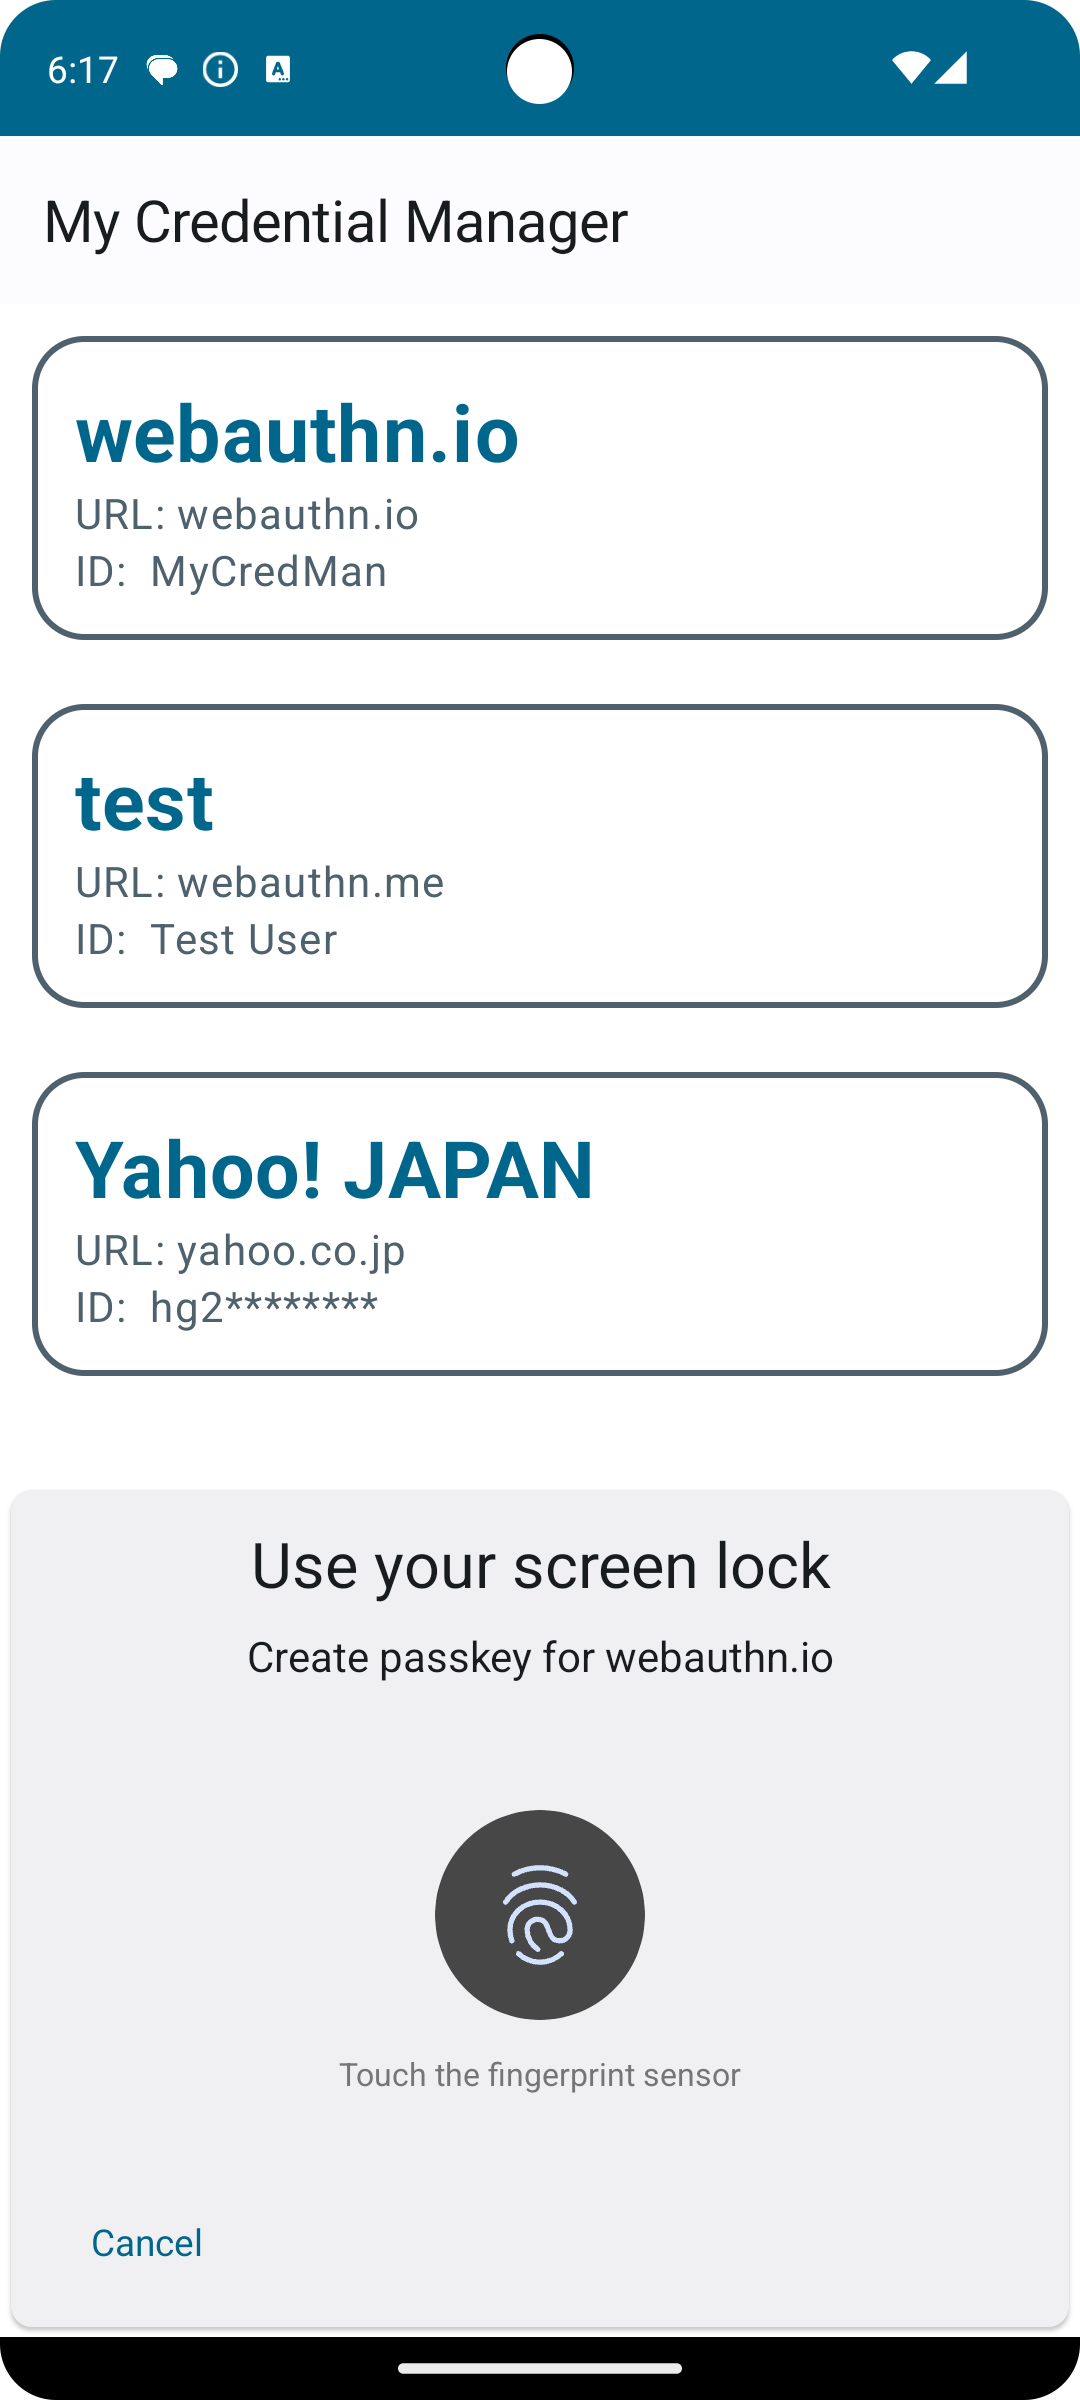 6:17
My Credential Manager
webauthn.io
URL: webauthn.io
ID: MyCredMan
test
URL: webauthn.me
ID: Test User
Yahoo! JAPAN
URL: yahoo.co.jp
ID: hg2********
Use your screen lock
Create passkey for webauthn.io
Touch the fingerprint sensor
Cancel